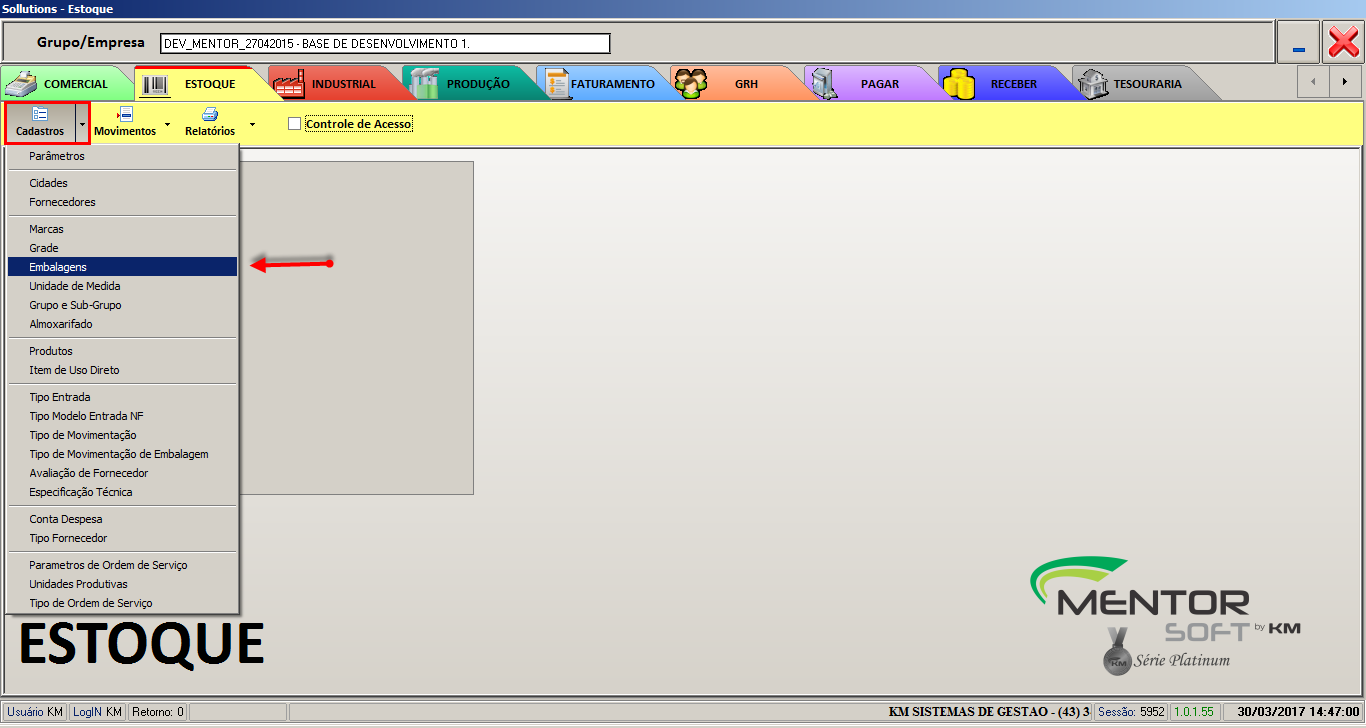 Sollutions - Estoque
Grupo/Empresa DEV_MENTOR_27042015 - BASE DE DESENVOLVIMENTO 1.
COMERCIAL ESTOQUE INDUSTRIAL PRODUÇÃO FATURAMENTO GRH PAGAR RECEBER TESOURARIA
Cadastros Movimentos Relatórios Controle de Acesso
Parâmetros
Cidades
Fornecedores
Marcas
Grade
Embalagens
Unidade de Medida
Grupo e Sub-Grupo
Almoxarifado
Produtos
Item de Uso Direto
Tipo Entrada
Tipo Modelo Entrada NF
Tipo de Movimentação
Tipo de Movimentação de Embalagem
Avaliação de Fornecedor
Especificação Técnica
Conta Despesa
Tipo Fornecedor
Parametros de Ordem de Serviço
Unidades Produtivas
Tipo de Ordem de Serviço
ESTOQUE
MENTOR
SOFT by KM
KM Série Platinum
Usuário KM LogIN KM Retorno: 0 KM SISTEMAS DE GESTAO - (43) 3 Sessão: 5952 1.0.1.55 30/03/2017 14:47:00